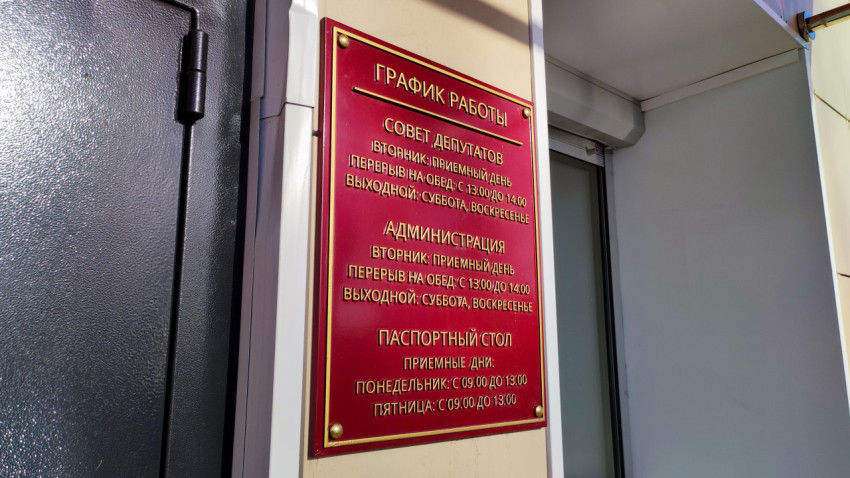 ГРАФИК РАБОТЫ
СОВЕТ ДЕПУТАТОВ
ВТОРНИК: ПРИЕМНЫЙ ДЕНЬ
ПЕРЕРЫВ НА ОБЕД: С 13:00 ДО 14:00
ВЫХОДНОЙ: СУББОТА, ВОСКРЕСЕНЬЕ
АДМИНИСТРАЦИЯ
ВТОРНИК: ПРИЕМНЫЙ ДЕНЬ
ПЕРЕРЫВ НА ОБЕД: С 13:00 ДО 14:00
ВЫХОДНОЙ: СУББОТА, ВОСКРЕСЕНЬЕ
ПАСПОРТНЫЙ СТОЛ
ПРИЕМНЫЕ ДНИ:
ПОНЕДЕЛЬНИК: С 09:00 ДО 13:00
ПЯТНИЦА: С 09:00 ДО 13:00